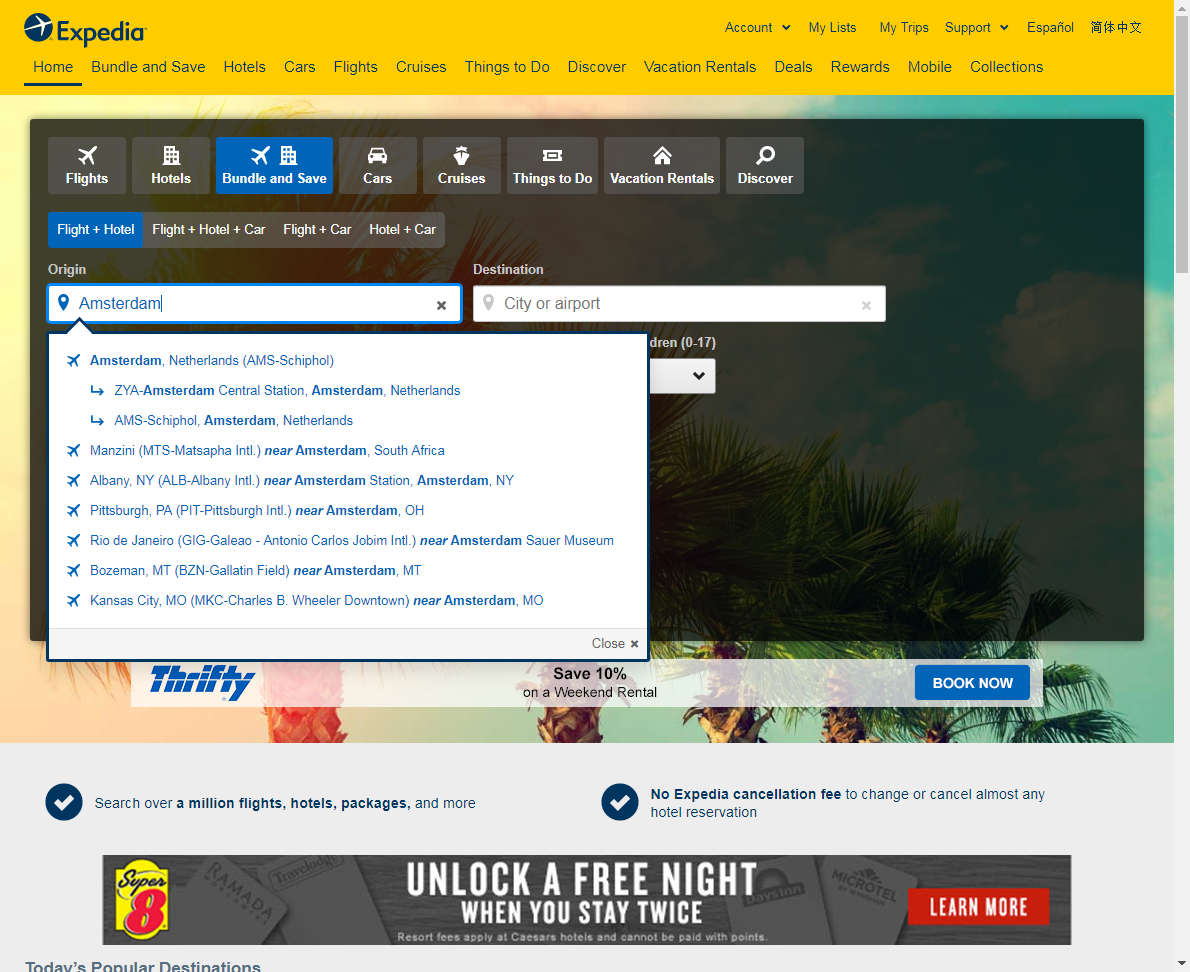 Expedia
Account My Lists My Trips Support Español 简体中文
Home Bundle and Save Hotels Cars Flights Cruises Things to Do Discover Vacation Rentals Deals Rewards Mobile Collections
Flights Hotels Bundle and Save Cars Cruises Things to Do Vacation Rentals Discover
Flight + Hotel Flight + Hotel + Car Flight + Car Hotel + Car
Origin Destination
Amsterdam City or airport
dren (0-17)
Amsterdam, Netherlands (AMS-Schiphol)
ZYA-Amsterdam Central Station, Amsterdam, Netherlands
AMS-Schiphol, Amsterdam, Netherlands
Manzini (MTS-Matsapha Intl.) near Amsterdam, South Africa
Albany, NY (ALB-Albany Intl.) near Amsterdam Station, Amsterdam, NY
Pittsburgh, PA (PIT-Pittsburgh Intl.) near Amsterdam, OH
Rio de Janeiro (GIG-Galeao - Antonio Carlos Jobim Intl.) near Amsterdam Sauer Museum
Bozeman, MT (BZN-Gallatin Field) near Amsterdam, MT
Kansas City, MO (MKC-Charles B. Wheeler Downtown) near Amsterdam, MO
Close
Thrifty
Save 10%
on a Weekend Rental
BOOK NOW
Search over a million flights, hotels, packages, and more
No Expedia cancellation fee to change or cancel almost any
hotel reservation
Super
8
RAMADA
Travelodge
UNLOCK A FREE NIGHT
WHEN YOU STAY TWICE
Resort fees apply at Caesars hotels and cannot be paid with points.
Days Inn
MICROTEL
LEARN MORE
Today's Popular Destinations